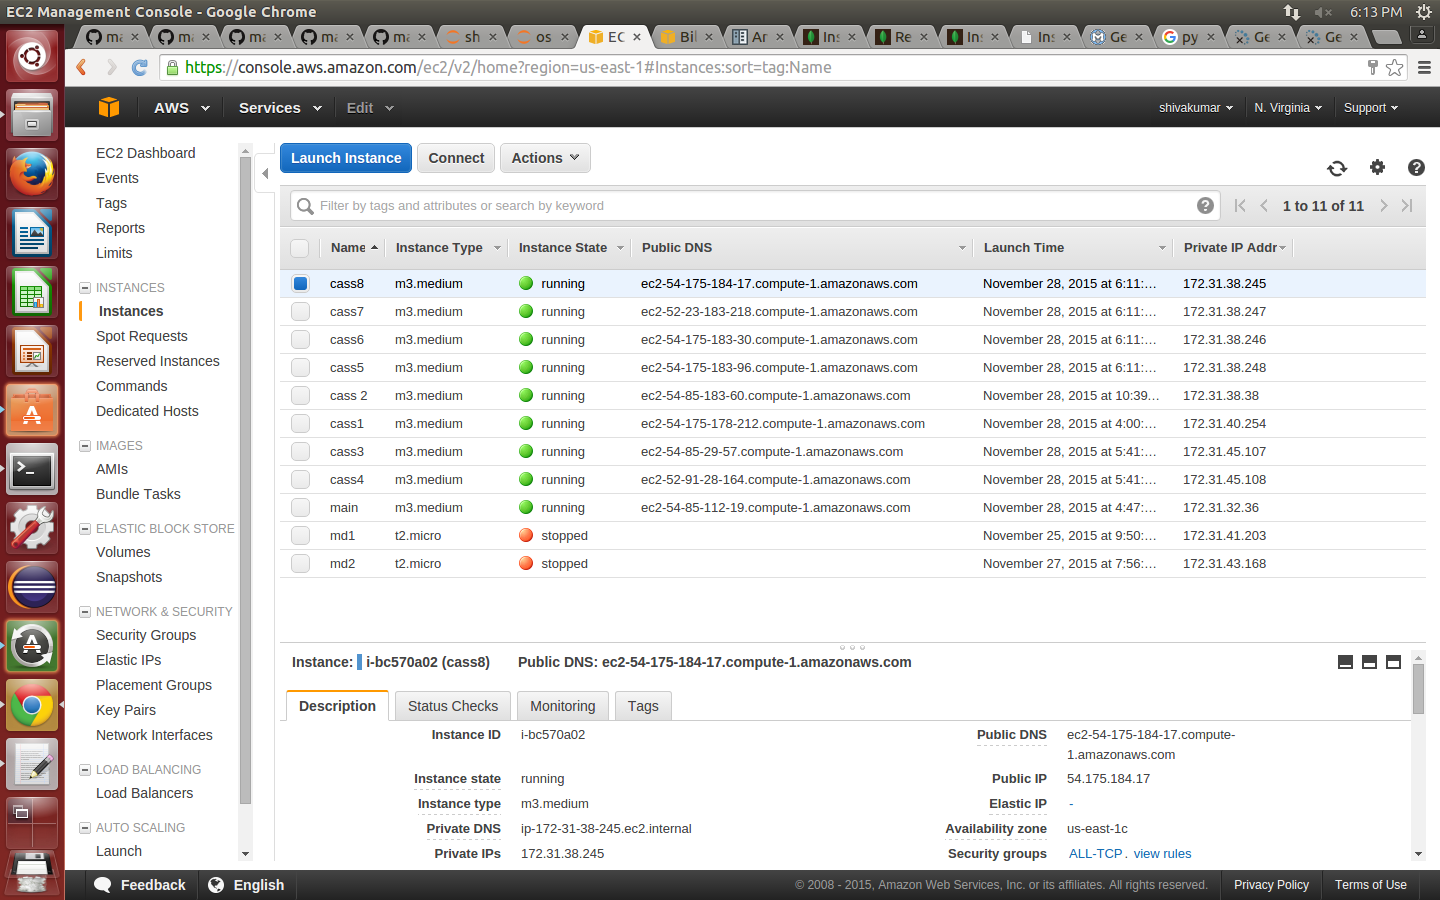 EC2 Management Console - Google Chrome
6:13 PM
ma ma ma ma ma sh os EC Bil Ar Ins Re Ins Ins Ge py Ge Ge
https://console.aws.amazon.com/ec2/v2/home?region=us-east-1#Instances:sort=tag:Name
AWS Services Edit shivakumar N. Virginia Support
EC2 Dashboard
Events
Tags
Reports
Limits
INSTANCES
Instances
Spot Requests
Reserved Instances
Commands
Dedicated Hosts
IMAGES
AMIs
Bundle Tasks
ELASTIC BLOCK STORE
Volumes
Snapshots
NETWORK & SECURITY
Security Groups
Elastic IPs
Placement Groups
Key Pairs
Network Interfaces
LOAD BALANCING
Load Balancers
AUTO SCALING
Launch
Launch Instance Connect Actions
Filter by tags and attributes or search by keyword
1 to 11 of 11
Name Instance Type Instance State Public DNS Launch Time Private IP Addr
cass8 m3.medium running ec2-54-175-184-17.compute-1.amazonaws.com November 28, 2015 at 6:11:... 172.31.38.245
cass7 m3.medium running ec2-52-23-183-218.compute-1.amazonaws.com November 28, 2015 at 6:11:... 172.31.38.247
cass6 m3.medium running ec2-54-175-183-30.compute-1.amazonaws.com November 28, 2015 at 6:11:... 172.31.38.246
cass5 m3.medium running ec2-54-175-183-96.compute-1.amazonaws.com November 28, 2015 at 6:11:... 172.31.38.248
cass 2 m3.medium running ec2-54-85-183-60.compute-1.amazonaws.com November 28, 2015 at 10:39... 172.31.38.38
cass1 m3.medium running ec2-54-175-178-212.compute-1.amazonaws.com November 28, 2015 at 4:00:... 172.31.40.254
cass3 m3.medium running ec2-54-85-29-57.compute-1.amazonaws.com November 28, 2015 at 5:41:... 172.31.45.107
cass4 m3.medium running ec2-52-91-28-164.compute-1.amazonaws.com November 28, 2015 at 5:41:... 172.31.45.108
main m3.medium running ec2-54-85-112-19.compute-1.amazonaws.com November 28, 2015 at 4:47:... 172.31.32.36
md1 t2.micro stopped November 25, 2015 at 9:50:... 172.31.41.203
md2 t2.micro stopped November 27, 2015 at 7:56:... 172.31.43.168
Instance: i-bc570a02 (cass8) Public DNS: ec2-54-175-184-17.compute-1.amazonaws.com
Description Status Checks Monitoring Tags
Instance ID i-bc570a02 Public DNS ec2-54-175-184-17.compute-
1.amazonaws.com
Instance state running Public IP 54.175.184.17
Instance type m3.medium Elastic IP -
Private DNS ip-172-31-38-245.ec2.internal Availability zone us-east-1c
Private IPs 172.31.38.245 Security groups ALL-TCP. view rules
Feedback English © 2008 - 2015, Amazon Web Services, Inc. or its affiliates. All rights reserved. Privacy Policy Terms of Use